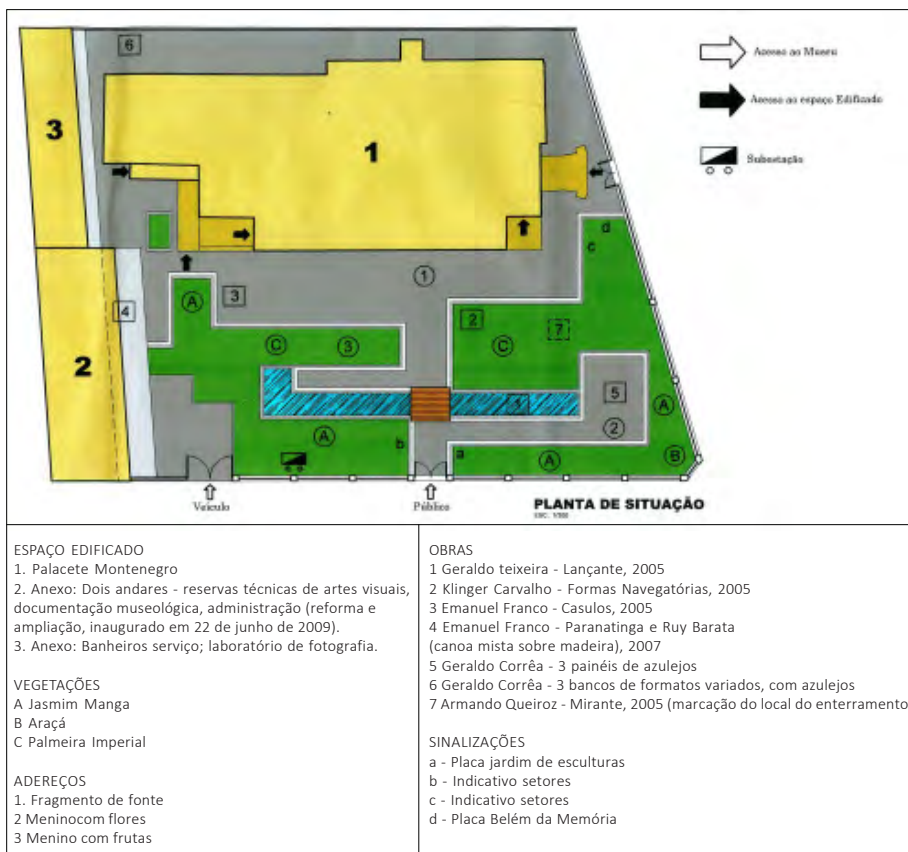 6
3
1
2
4
A
3
1
C
3
2
7
C
d
c
1
5
2
A
A
b
a
A
B
Acesso ao Museu
Acesso ao espaço Edificado
Subestação
Veículo
Público
PLANTA DE SITUAÇÃO
ESPAÇO EDIFICADO
1. Palacete Montenegro
2. Anexo: Dois andares - reservas técnicas de artes visuais,
documentação museológica, administração (reforma e
ampliação, inaugurado em 22 de junho de 2009).
3. Anexo: Banheiros serviço; laboratório de fotografia.
VEGETAÇÕES
A Jasmim Manga
B Araçá
C Palmeira Imperial
ADEREÇOS
1. Fragmento de fonte
2 Meninocom flores
3 Menino com frutas
OBRAS
1 Geraldo teixeira - Lançante, 2005
2 Klinger Carvalho - Formas Navegatórias, 2005
3 Emanuel Franco - Casulos, 2005
4 Emanuel Franco - Paranatinga e Ruy Barata
(canoa mista sobre madeira), 2007
5 Geraldo Corrêa - 3 painéis de azulejos
6 Geraldo Corrêa - 3 bancos de formatos variados, com azulejos
7 Armando Queiroz - Mirante, 2005 (marcação do local do enterramento
SINALIZAÇÕES
a - Placa jardim de esculturas
b - Indicativo setores
c - Indicativo setores
d - Placa Belém da Memória